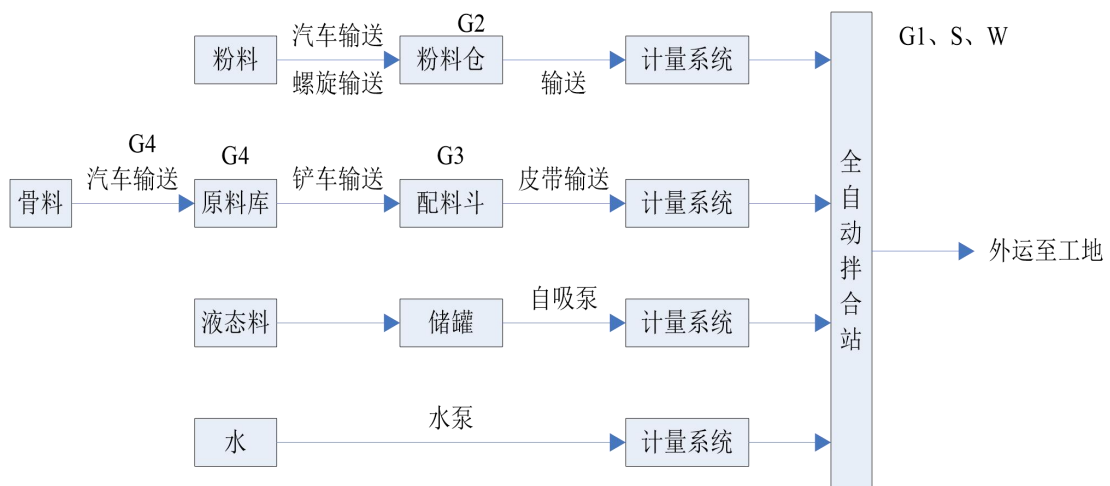 G1、S、W
汽车输送
G2
粉料
粉料仓
计量系统
螺旋输送
输送
G4
汽车输送
G4
铲车输送
G3
皮带输送
骨料
原料库
配料斗
计量系统
全自动拌合站
外运至工地
自吸泵
液态料
储罐
计量系统
水泵
水
计量系统